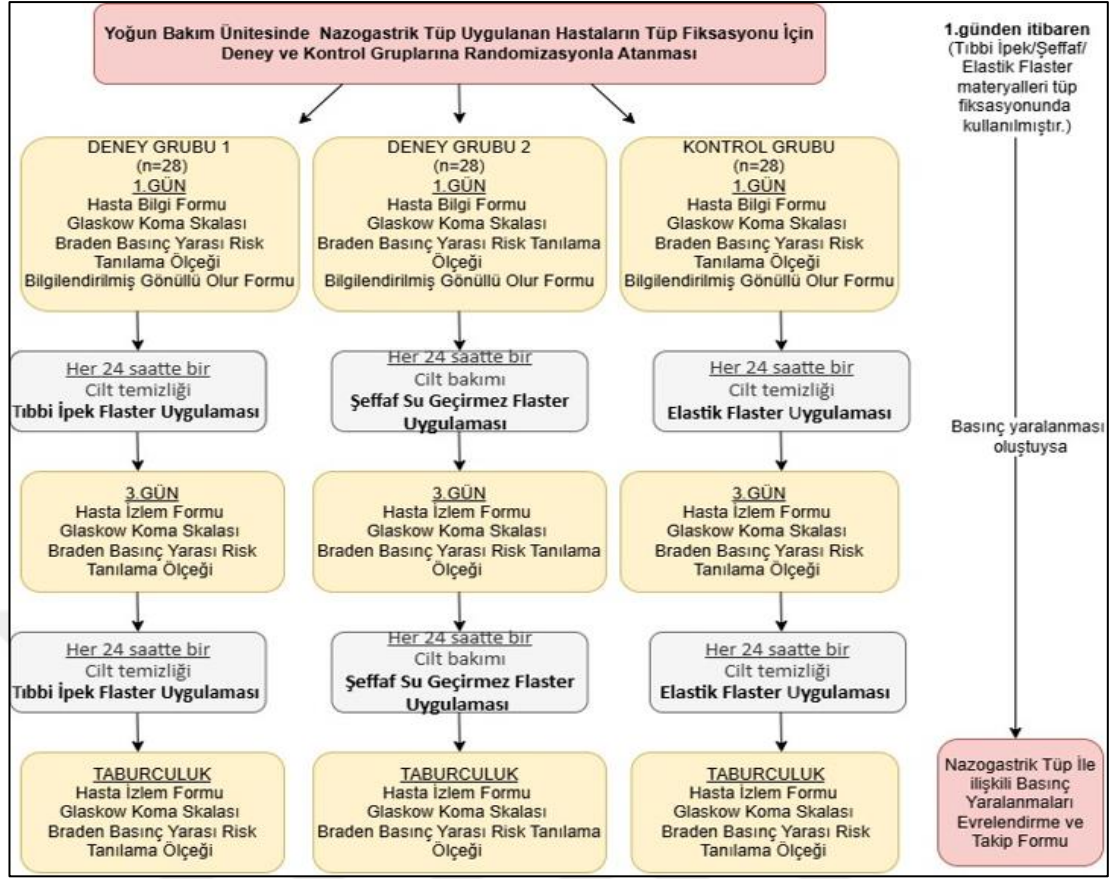 Yoğun Bakım Ünitesinde Nazogastrik Tüp Uygulanan Hastaların Tüp Fiksasyonu İçin
Deney ve Kontrol Gruplarına Randomizasyonla Atanması
1.günden itibaren
(Tıbbi İpek/Şeffaf/
Elastik Flaster
materyalleri tüp
fiksasyonunda
kullanılmıştır.)
DENEY GRUBU 1
(n=28)
1.GÜN
Hasta Bilgi Formu
Glaskow Koma Skalası
Braden Basınç Yarası Risk
Tanılama Ölçeği
Bilgilendirilmiş Gönüllü Olur Formu
DENEY GRUBU 2
(n=28)
1.GÜN
Hasta Bilgi Formu
Glaskow Koma Skalası
Braden Basınç Yarası Risk Tanılama
Ölçeği
Bilgilendirilmiş Gönüllü Olur Formu
KONTROL GRUBU
(n=28)
1.GÜN
Hasta Bilgi Formu
Glaskow Koma Skalası
Braden Basınç Yarası Risk
Tanılama Ölçeği
Bilgilendirilmiş Gönüllü Olur Formu
Her 24 saatte bir
Cilt temizliği
Tıbbi İpek Flaster Uygulaması
Her 24 saatte bir
Cilt bakımı
Şeffaf Su Geçirmez Flaster
Uygulaması
Her 24 saatte bir
Cilt temizliği
Elastik Flaster Uygulaması
Basınç yaralanması
oluştuysa
3.GÜN
Hasta İzlem Formu
Glaskow Koma Skalası
Braden Basınç Yarası Risk
Tanılama Ölçeği
3.GÜN
Hasta İzlem Formu
Glaskow Koma Skalası
Braden Basınç Yarası Risk Tanılama
Ölçeği
3.GÜN
Hasta İzlem Formu
Glaskow Koma Skalası
Braden Basınç Yarası Risk
Tanılama Ölçeği
Her 24 saatte bir
Cilt temizliği
Tıbbi İpek Flaster Uygulaması
Her 24 saatte bir
Cilt bakımı
Şeffaf Su Geçirmez Flaster
Uygulaması
Her 24 saatte bir
Cilt temizliği
Elastik Flaster Uygulaması
TABURCULUK
Hasta İzlem Formu
Glaskow Koma Skalası
Braden Basınç Yarası Risk
Tanılama Ölçeği
TABURCULUK
Hasta İzlem Formu
Glaskow Koma Skalası
Braden Basınç Yarası Risk Tanılama
Ölçeği
TABURCULUK
Hasta İzlem Formu
Glaskow Koma Skalası
Braden Basınç Yarası Risk
Tanılama Ölçeği
Nazogastrik Tüp İle
ilişkili Basınç
Yaralanmaları
Evrelendirme ve
Takip Formu